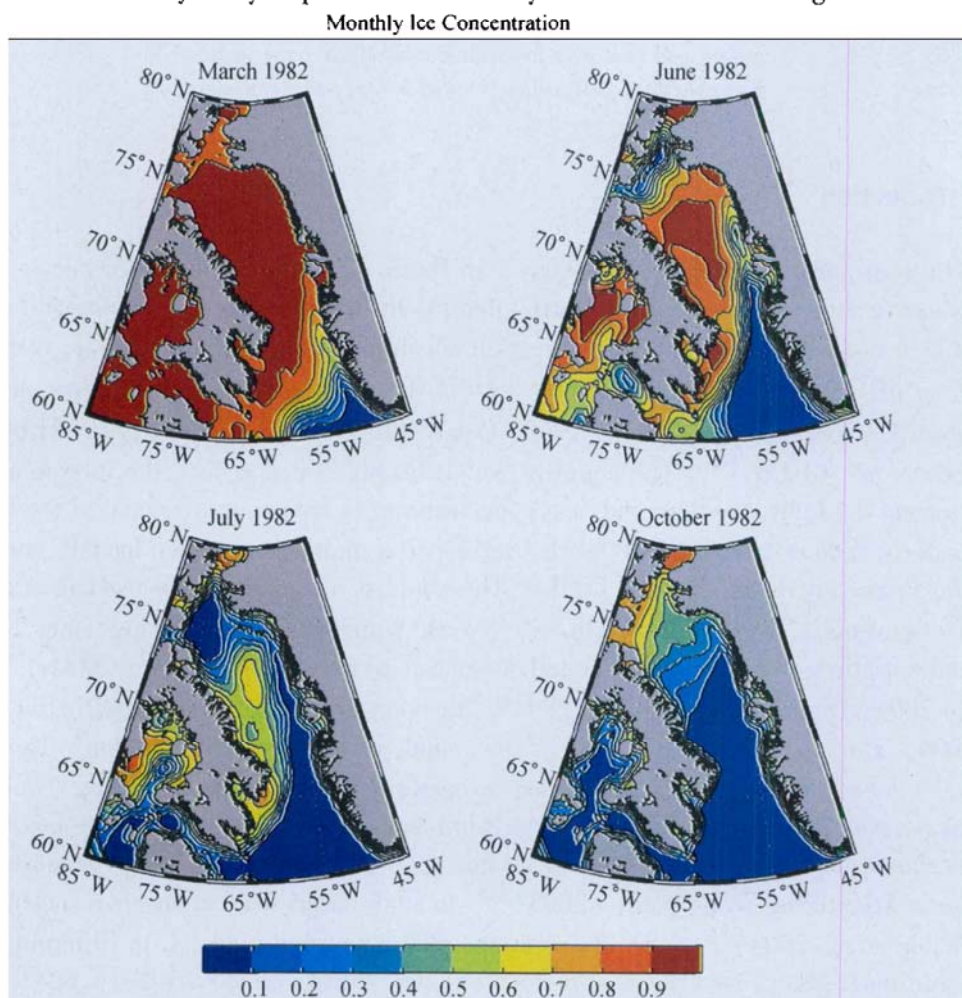 Monthly Ice Concentration
March 1982
80°N
75°N
70°N
65°N
60°N
85°W
75°W
65°W
55°W
45°W
June 1982
80°N
75°N
70°N
65°N
60°N
85°W
75°W
65°W
55°W
45°W
July 1982
80°N
75°N
70°N
65°N
60°N
85°W
75°W
65°W
55°W
45°W
October 1982
80°N
75°N
70°N
65°N
60°N
85°W
75°W
65°W
55°W
45°W
0.1 0.2 0.3 0.4 0.5 0.6 0.7 0.8 0.9